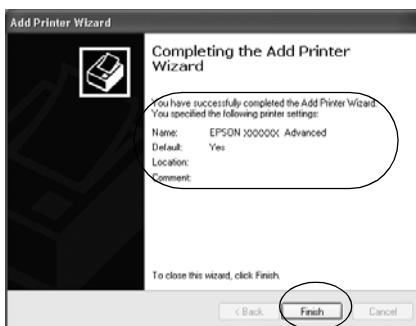 Add Printer Wizard
Completing the Add Printer
Wizard
You have successfully completed the Add Printer Wizard.
You specified the following printer settings:
Name: EPSON XXXXXX Advanced
Default: Yes
Location:
Comment:
To close this wizard, click Finish.
< Back Finish Cancel